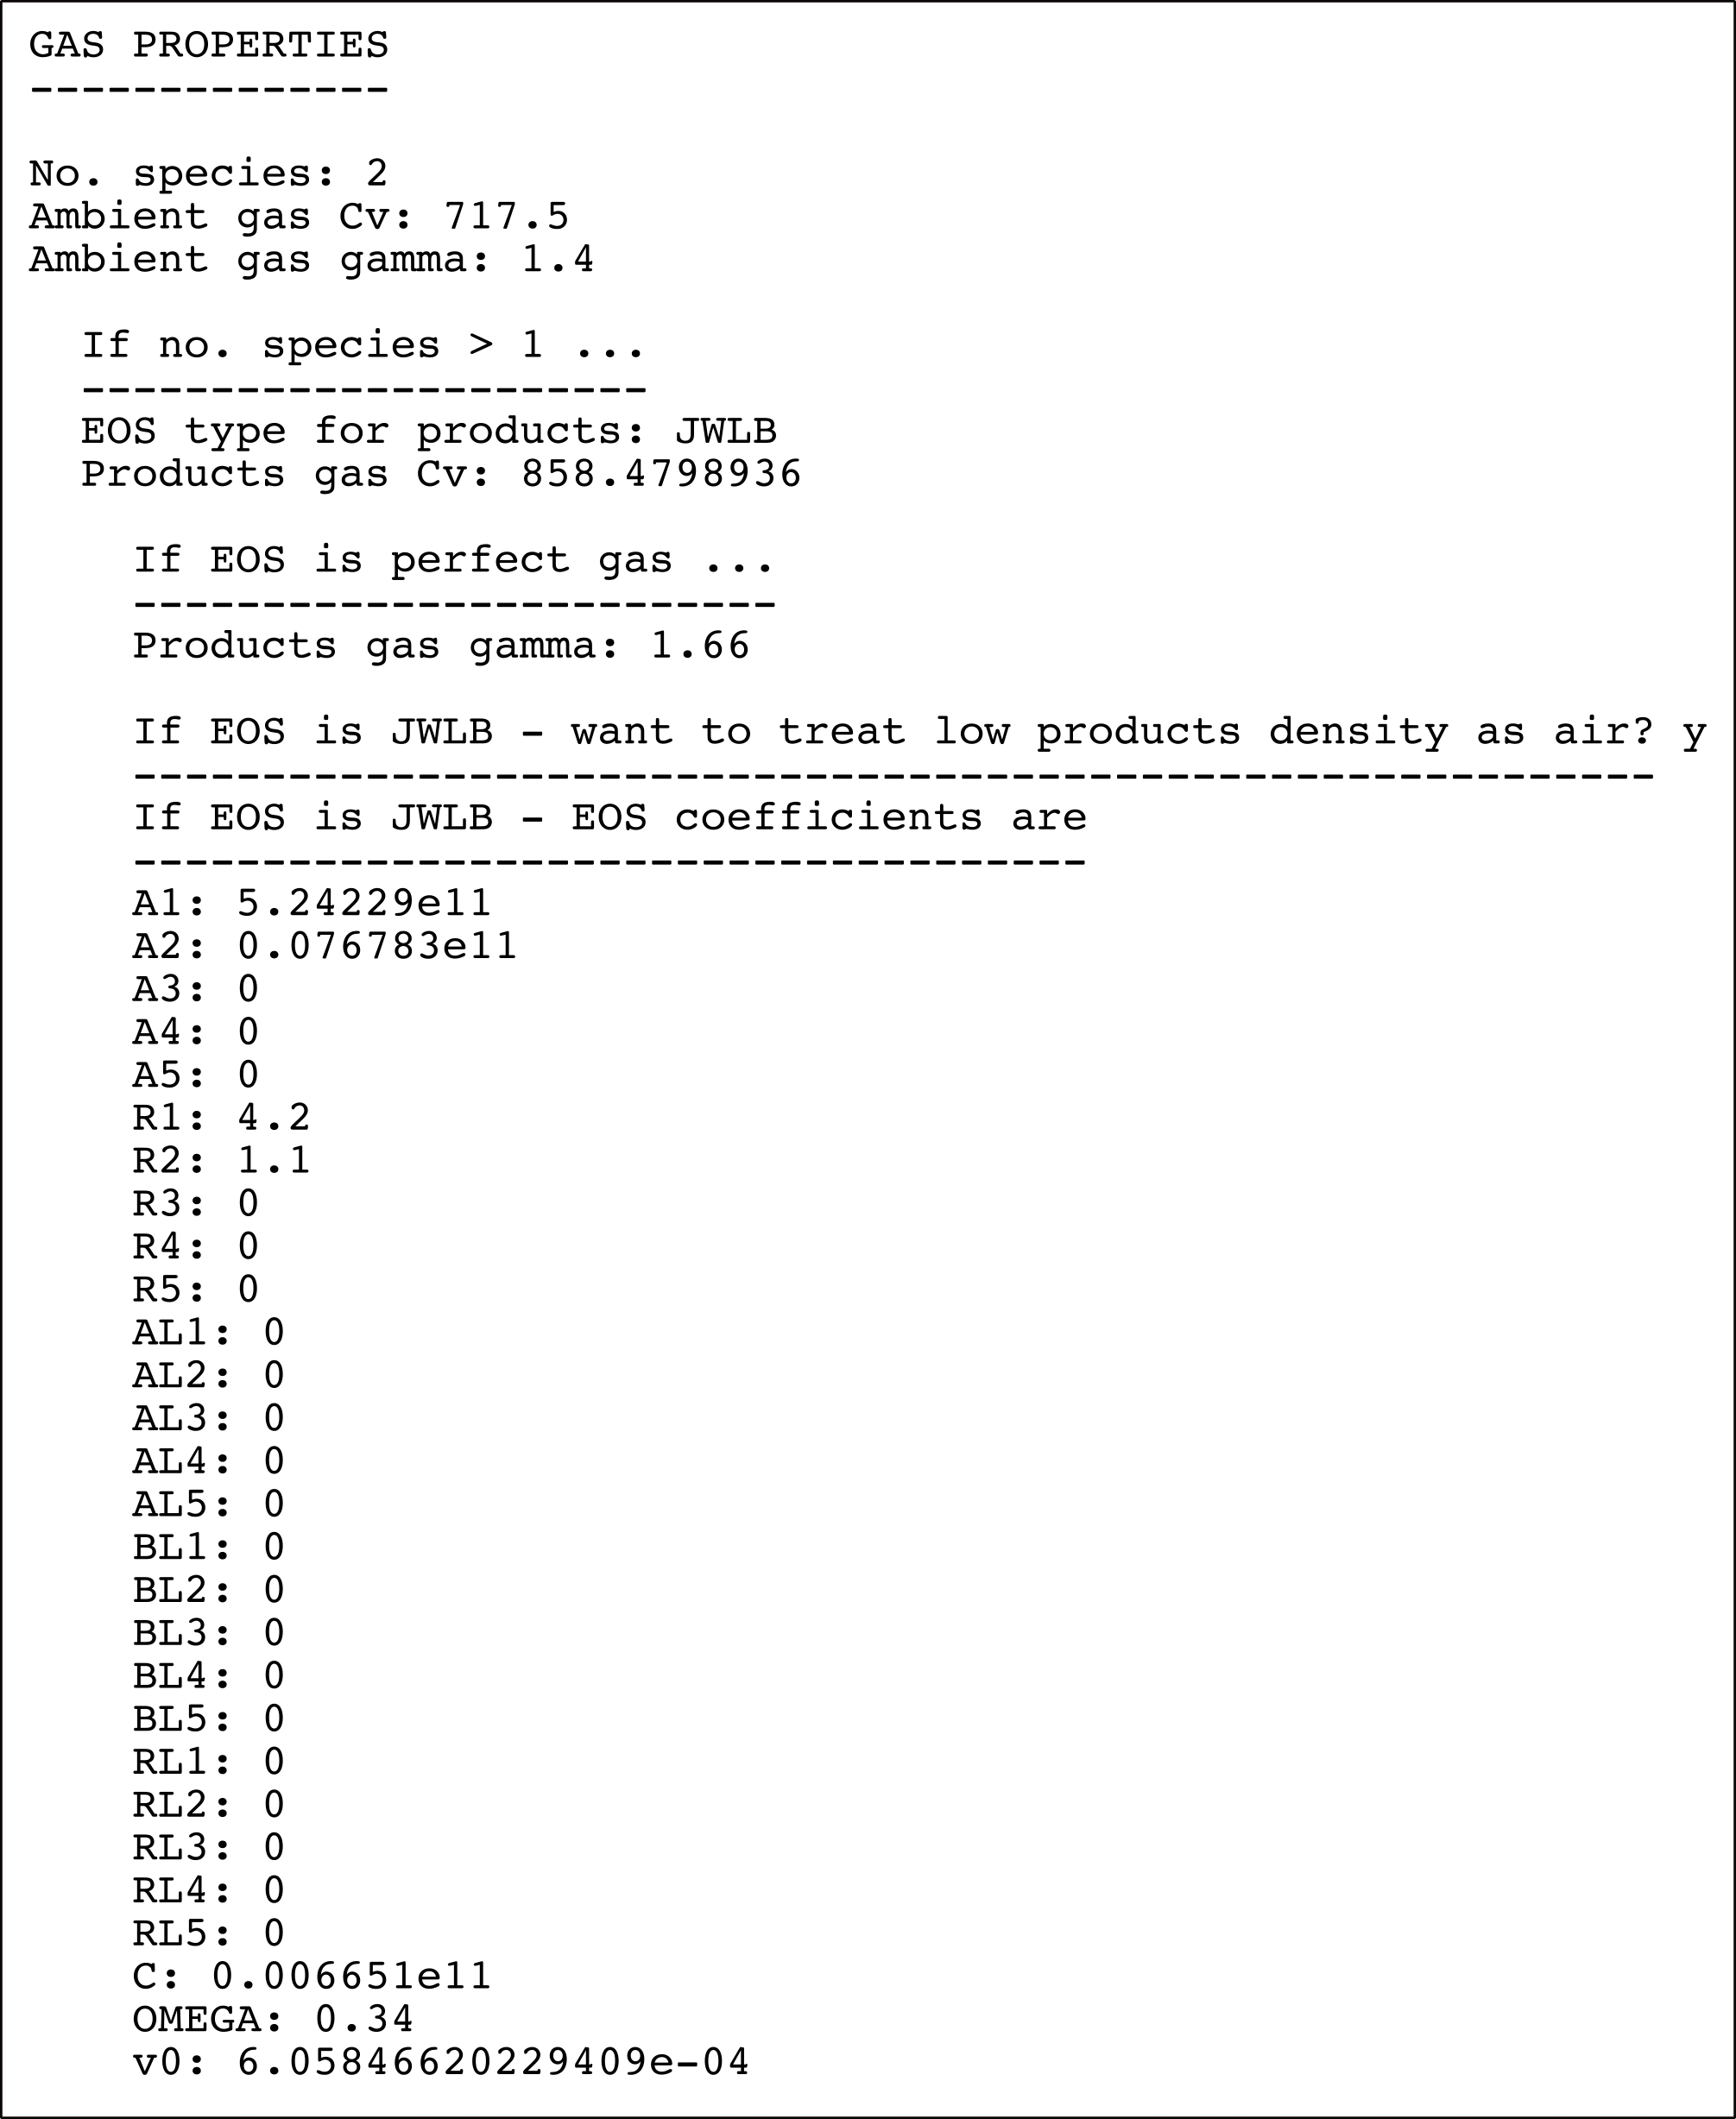 GAS PROPERTIES
--------------
No. species: 2
Ambient gas Cv: 717.5
Ambient gas gamma: 1.4
If no. species > 1 ...
----------------------
EOS type for products: JWLB
Products gas Cv: 858.4798936
If EOS is perfect gas ...
-------------------------
Products gas gamma: 1.66
If EOS is JWLB - want to treat low products density as air? y
-----------------------------------------------------------
If EOS is JWLB - EOS coefficients are
-------------------------------------
A1: 5.24229e11
A2: 0.076783e11
A3: 0
A4: 0
A5: 0
R1: 4.2
R2: 1.1
R3: 0
R4: 0
R5: 0
AL1: 0
AL2: 0
AL3: 0
AL4: 0
AL5: 0
BL1: 0
BL2: 0
BL3: 0
BL4: 0
BL5: 0
RL1: 0
RL2: 0
RL3: 0
RL4: 0
RL5: 0
C: 0.006651e11
OMEGA: 0.34
v0: 6.05846620229409e-04